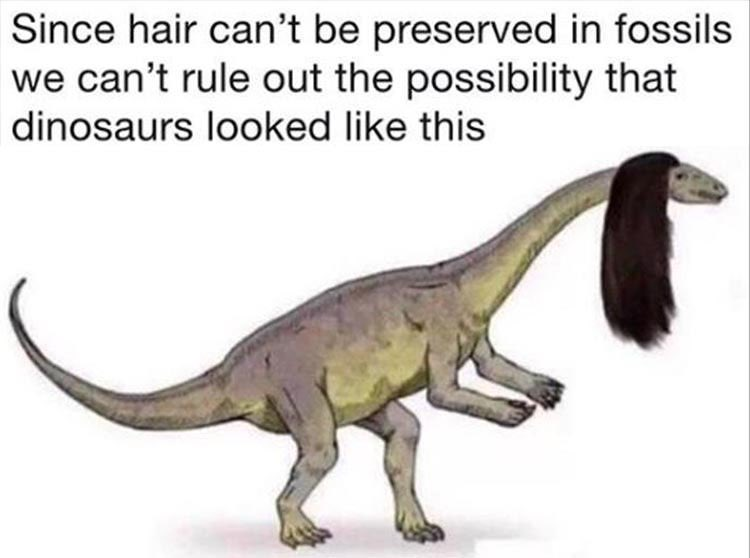 Since hair can’t be preserved in fossils
we can’t rule out the possibility that
dinosaurs looked like this